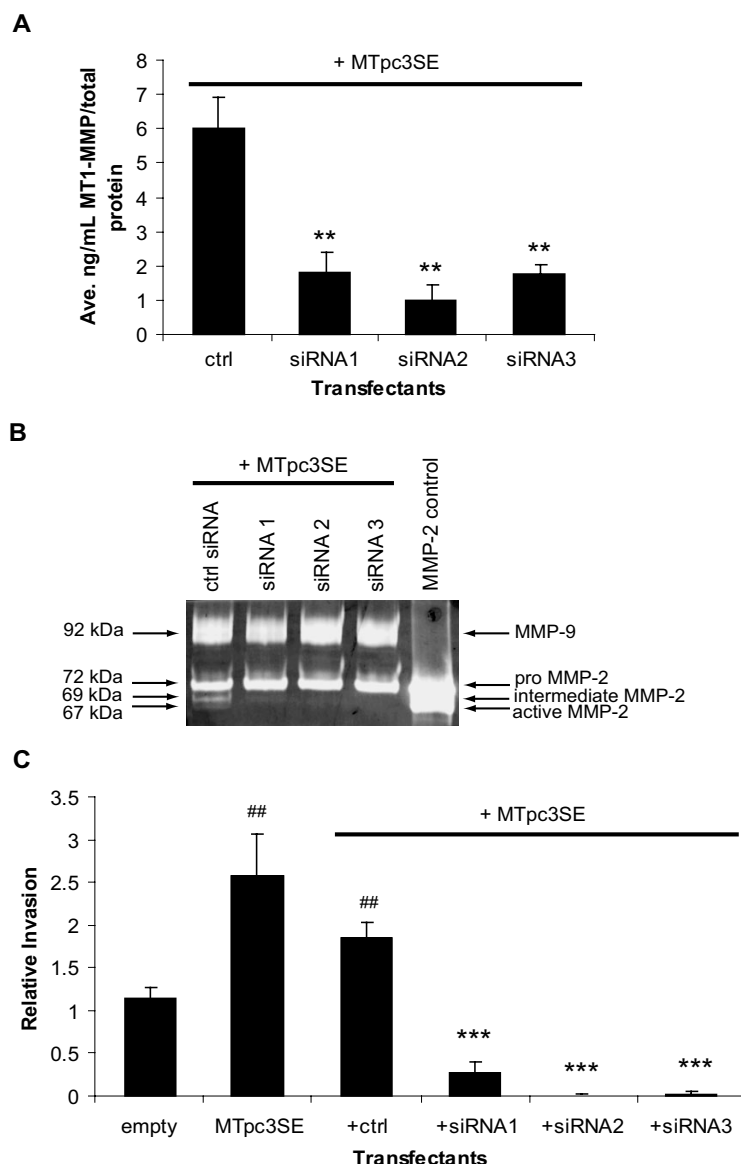 A
+ MTpc3SE
8
7
6
5
4
3
2
1
0
Ave. ng/mL MT1-MMP/total
protein
**
**
**
ctrl siRNA1 siRNA2 siRNA3
Transfectants
B
+ MTpc3SE
ctrl siRNA
siRNA 1
siRNA 2
siRNA 3
MMP-2 control
92 kDa
MMP-9
72 kDa
pro MMP-2
69 kDa
intermediate MMP-2
67 kDa
active MMP-2
C
3.5
3
2.5
2
1.5
1
0.5
0
Relative Invasion
+ MTpc3SE
##
##
***
***
***
empty MTpc3SE +ctrl +siRNA1 +siRNA2 +siRNA3
Transfectants